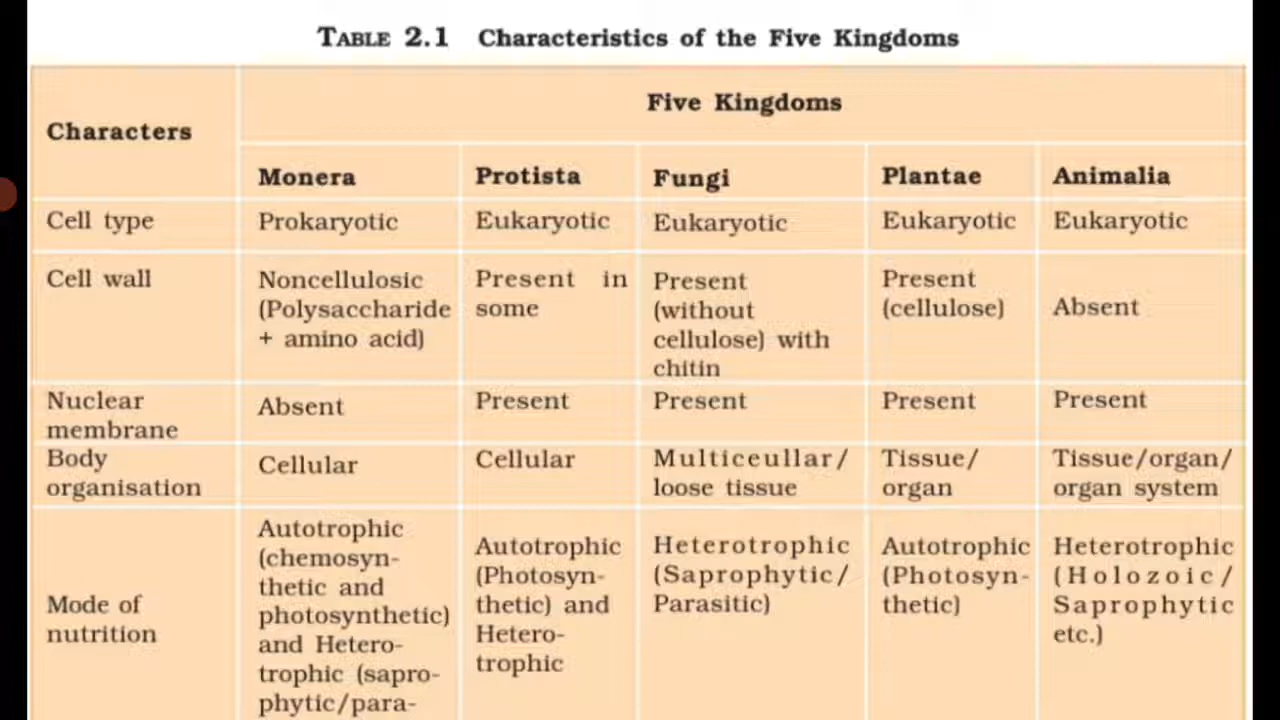 TABLE 2.1 Characteristics of the Five Kingdoms
Characters
Five Kingdoms
Monera
Protista
Fungi
Plantae
Animalia
Cell type
Prokaryotic
Eukaryotic
Eukaryotic
Eukaryotic
Eukaryotic
Cell wall
Noncellulosic
(Polysaccharide
+ amino acid)
Present in
some
Present
(without
cellulose) with
chitin
Present
(cellulose)
Absent
Nuclear
membrane
Absent
Present
Present
Present
Present
Body
organisation
Cellular
Cellular
Multiceullar/
loose tissue
Tissue/
organ
Tissue/organ/
organ system
Mode of
nutrition
Autotrophic
(chemosyn-
thetic and
photosynthetic)
and Hetero-
trophic (sapro-
phytic/para-
Autotrophic
(Photosyn-
thetic) and
Hetero-
trophic
Heterotrophic
(Saprophytic/
Parasitic)
Autotrophic
(Photosyn-
thetic)
Heterotrophic
(Holozoic/
Saprophytic
etc.)